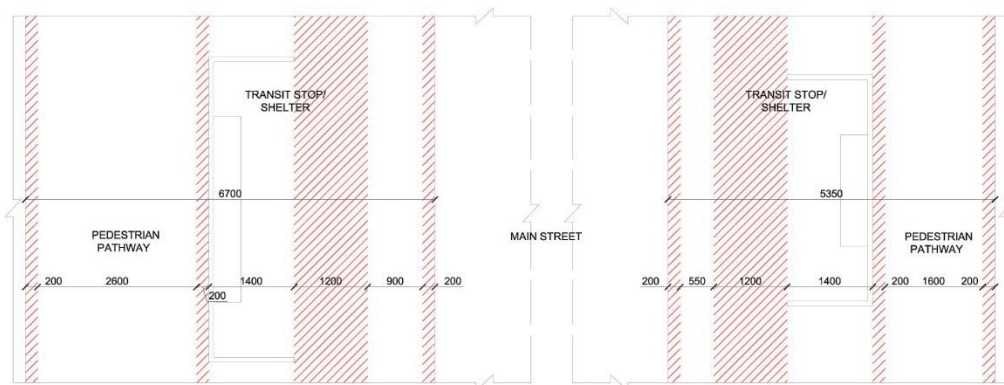 TRANSIT STOP/
SHELTER
TRANSIT STOP/
SHELTER
6700
5350
PEDESTRIAN
PATHWAY
MAIN STREET
PEDESTRIAN
PATHWAY
200
2600
200
1400
1200
900
200
200
550
1200
1400
200
1600
200